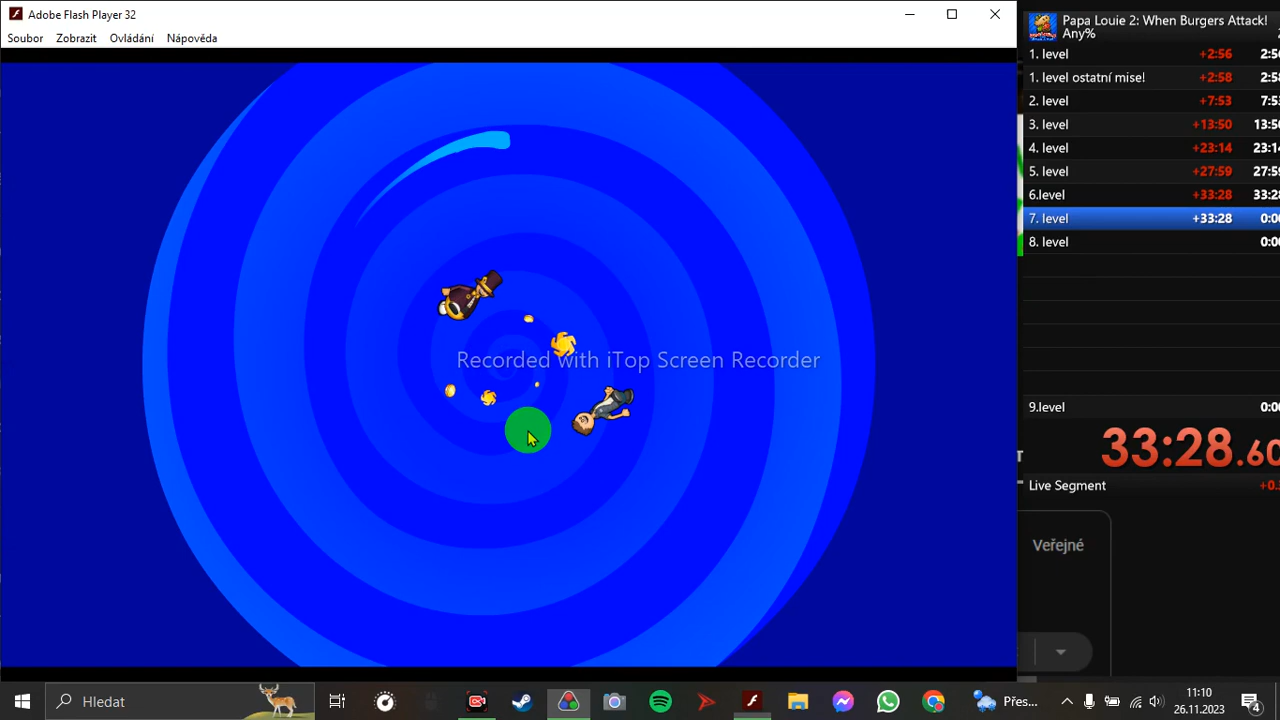 Adobe Flash Player 32
Soubor Zobrazit Ovládání Nápověda
Recorded with iTop Screen Recorder
Papa Louie 2: When Burgers Attack!
Any%
1. level +2:56
1. level ostatní mise! +2:58
2. level +7:53
3. level +13:50
4. level +23:14
5. level +27:59
6.level +33:28
7. level +33:28
8. level
9.level
33:28.60
Live Segment
Veřejné
Hledat
Přes...
11:10
26.11.2023
4